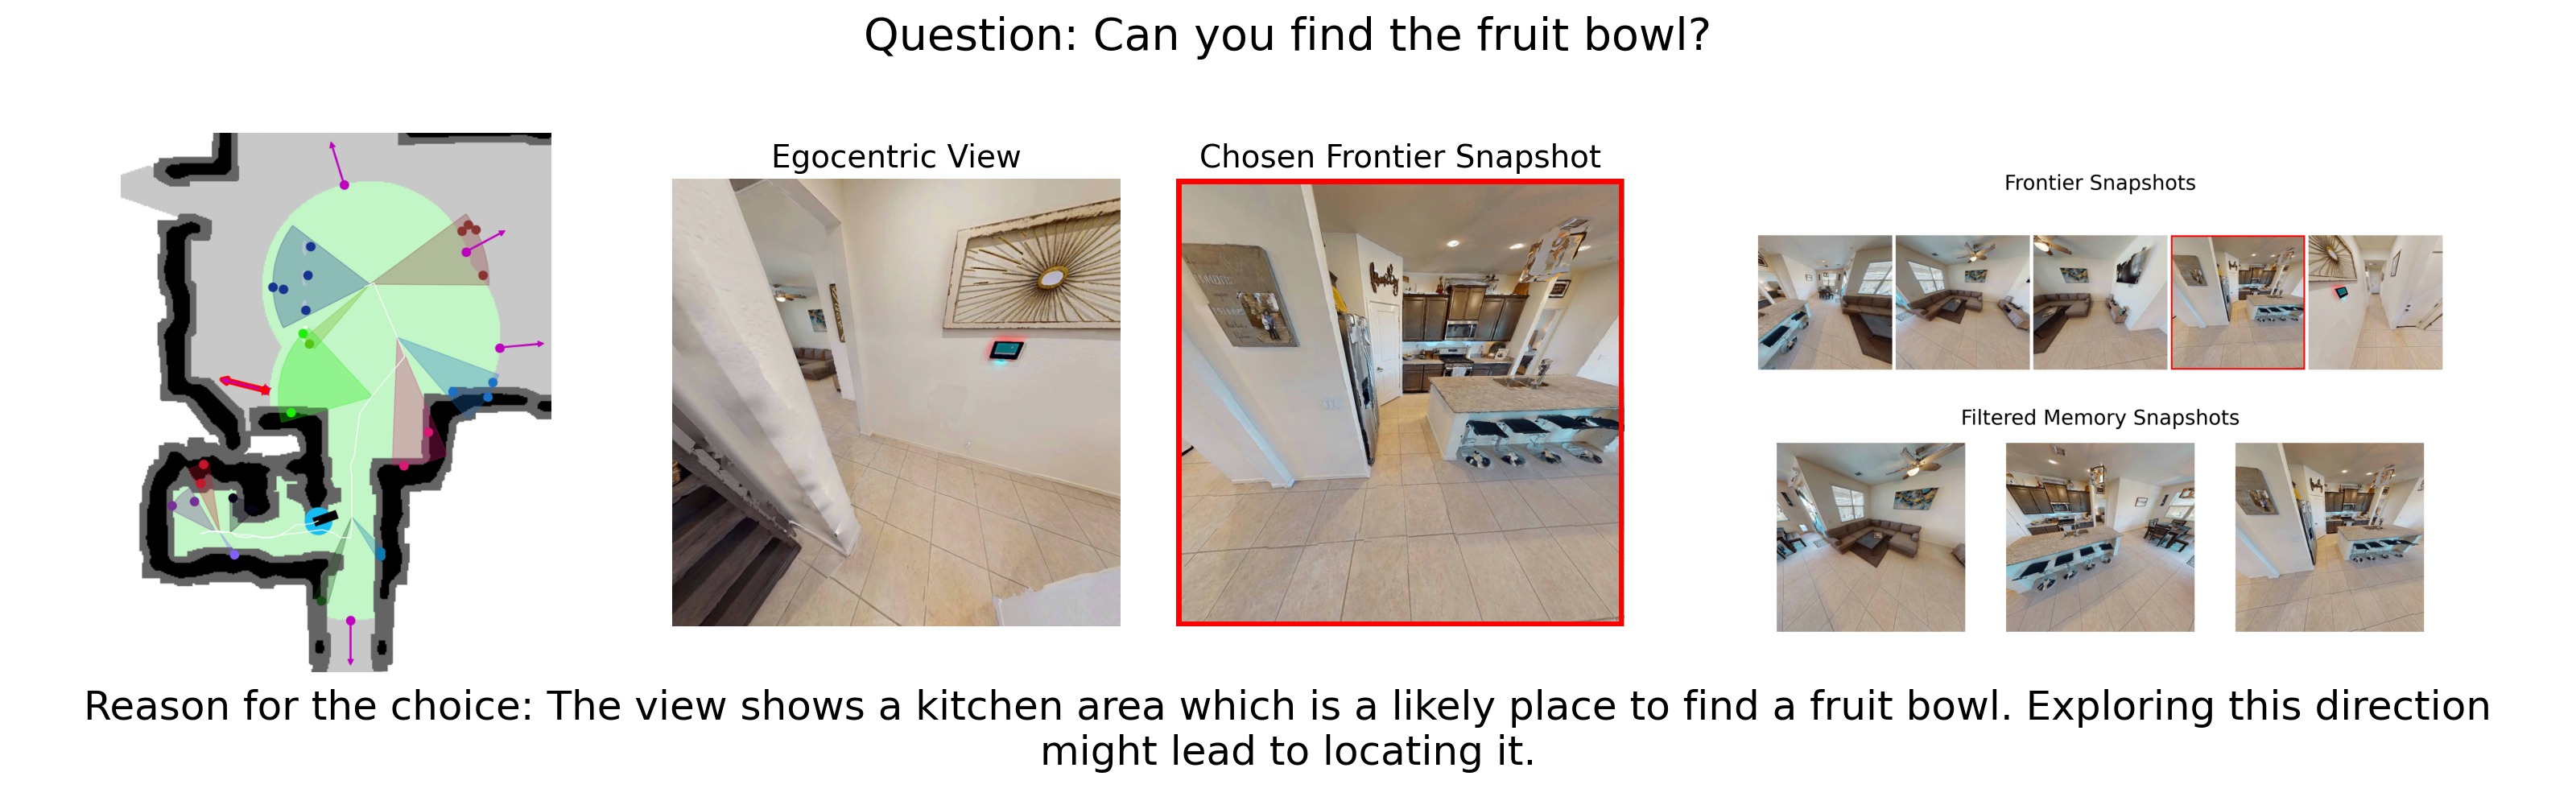 Question: Can you find the fruit bowl?
Egocentric View
Chosen Frontier Snapshot
Frontier Snapshots
Filtered Memory Snapshots
Reason for the choice: The view shows a kitchen area which is a likely place to find a fruit bowl. Exploring this direction
might lead to locating it.